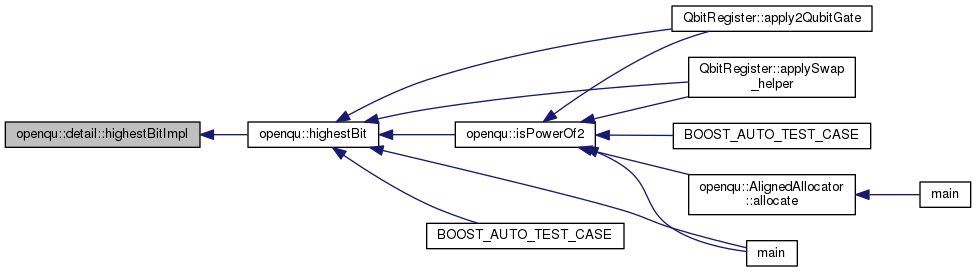 QbitRegister::apply2QubitGate
QbitRegister::applySwap
_helper
openqu::detail::highestBitImpl
openqu::highestBit
openqu::isPowerOf2
BOOST_AUTO_TEST_CASE
openqu::AlignedAllocator
::allocate
main
BOOST_AUTO_TEST_CASE
main